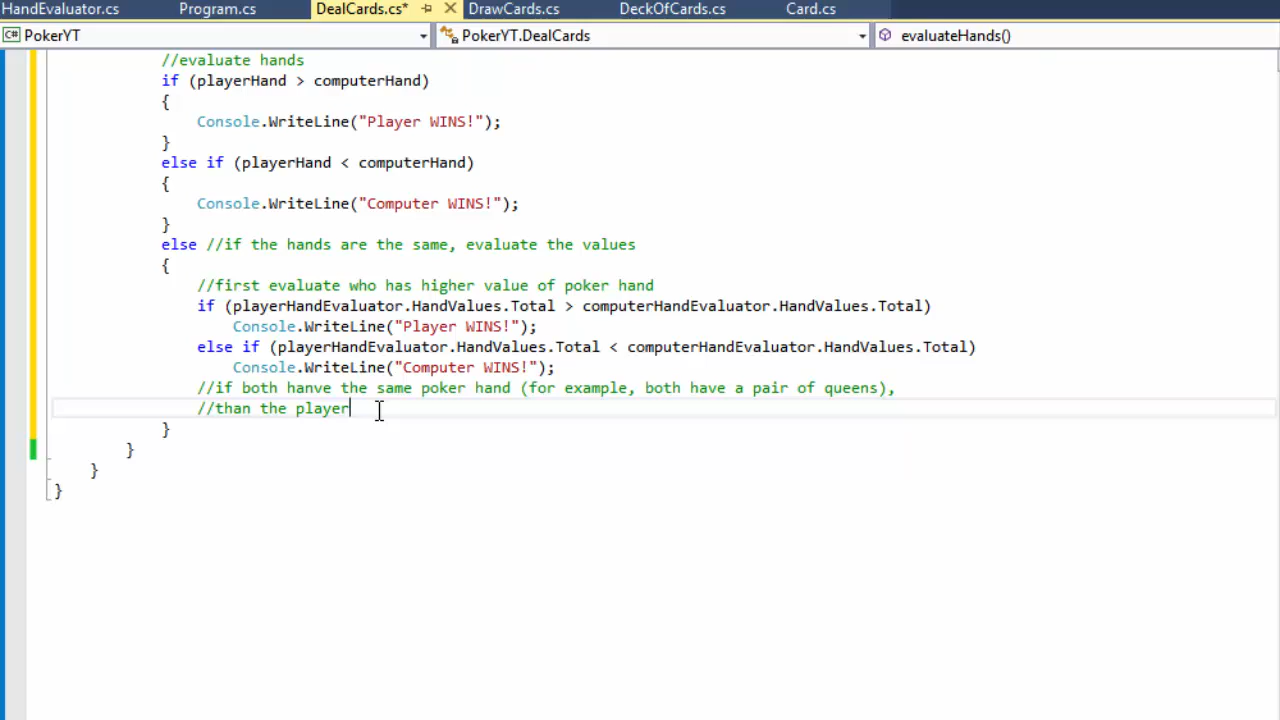 HandEvaluator.cs Program.cs DealCards.cs* DrawCards.cs DeckOfCards.cs Card.cs
C# PokerYT PokerYT.DealCards evaluateHands()
//evaluate hands
if (playerHand > computerHand)
{
Console.WriteLine("Player WINS!");
}
else if (playerHand < computerHand)
{
Console.WriteLine("Computer WINS!");
}
else //if the hands are the same, evaluate the values
{
//first evaluate who has higher value of poker hand
if (playerHandEvaluator.HandValues.Total > computerHandEvaluator.HandValues.Total)
Console.WriteLine("Player WINS!");
else if (playerHandEvaluator.HandValues.Total < computerHandEvaluator.HandValues.Total)
Console.WriteLine("Computer WINS!");
//if both hanve the same poker hand (for example, both have a pair of queens),
//than the player
}
}
}
}